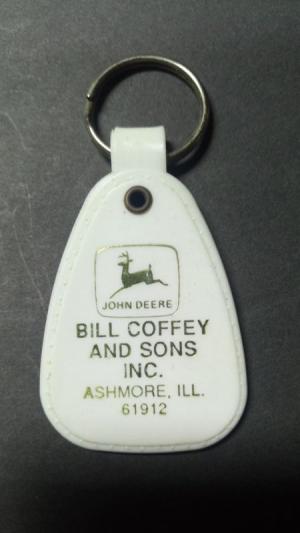 JOHN DEERE
BILL COFFEY
AND SONS
INC.
ASHMORE, ILL.
61912